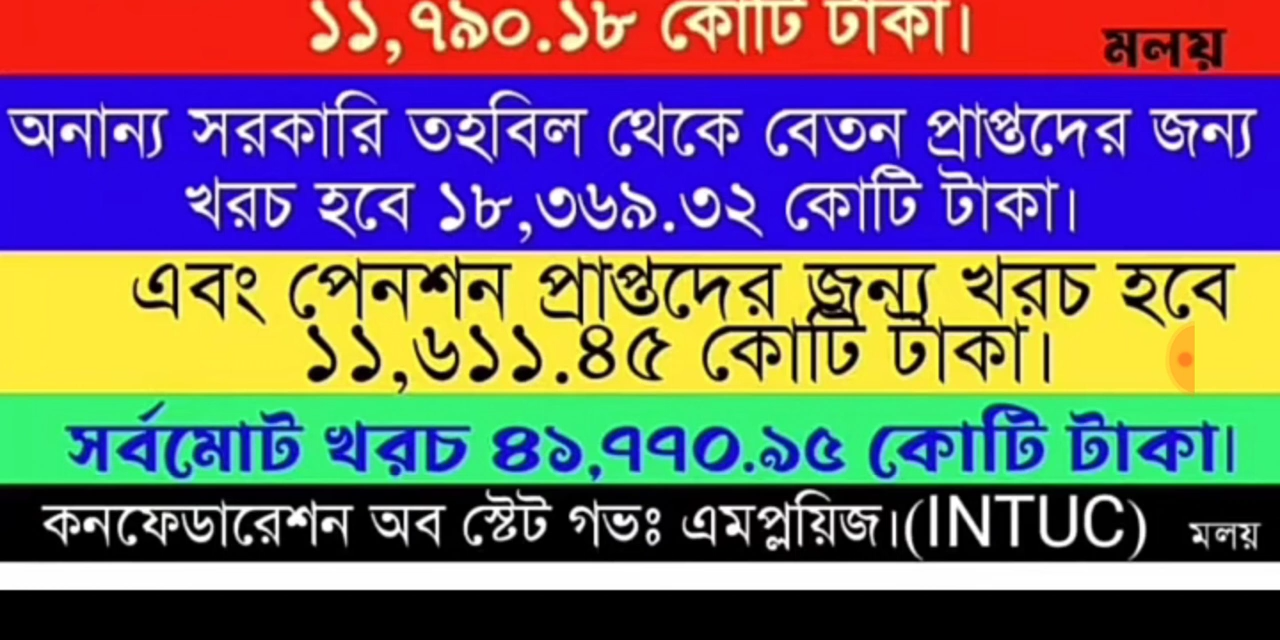 ১১,৭৯০.১৮ কোটি টাকা।
মলয়
অনান্য সরকারি তহবিল থেকে বেতন প্রাপ্তদের জন্য
খরচ হবে ১৮,৩৬৯.৩২ কোটি টাকা।
এবং পেনশন প্রাপ্তদের জন্য খরচ হবে
১১,৬১১.৪৫ কোটি টাকা।
সর্বমোট খরচ ৪১,৭৭০.৯৫ কোটি টাকা।
কনফেডারেশন অব স্টেট গভঃ এমপ্লয়িজ।(INTUC) মলয়